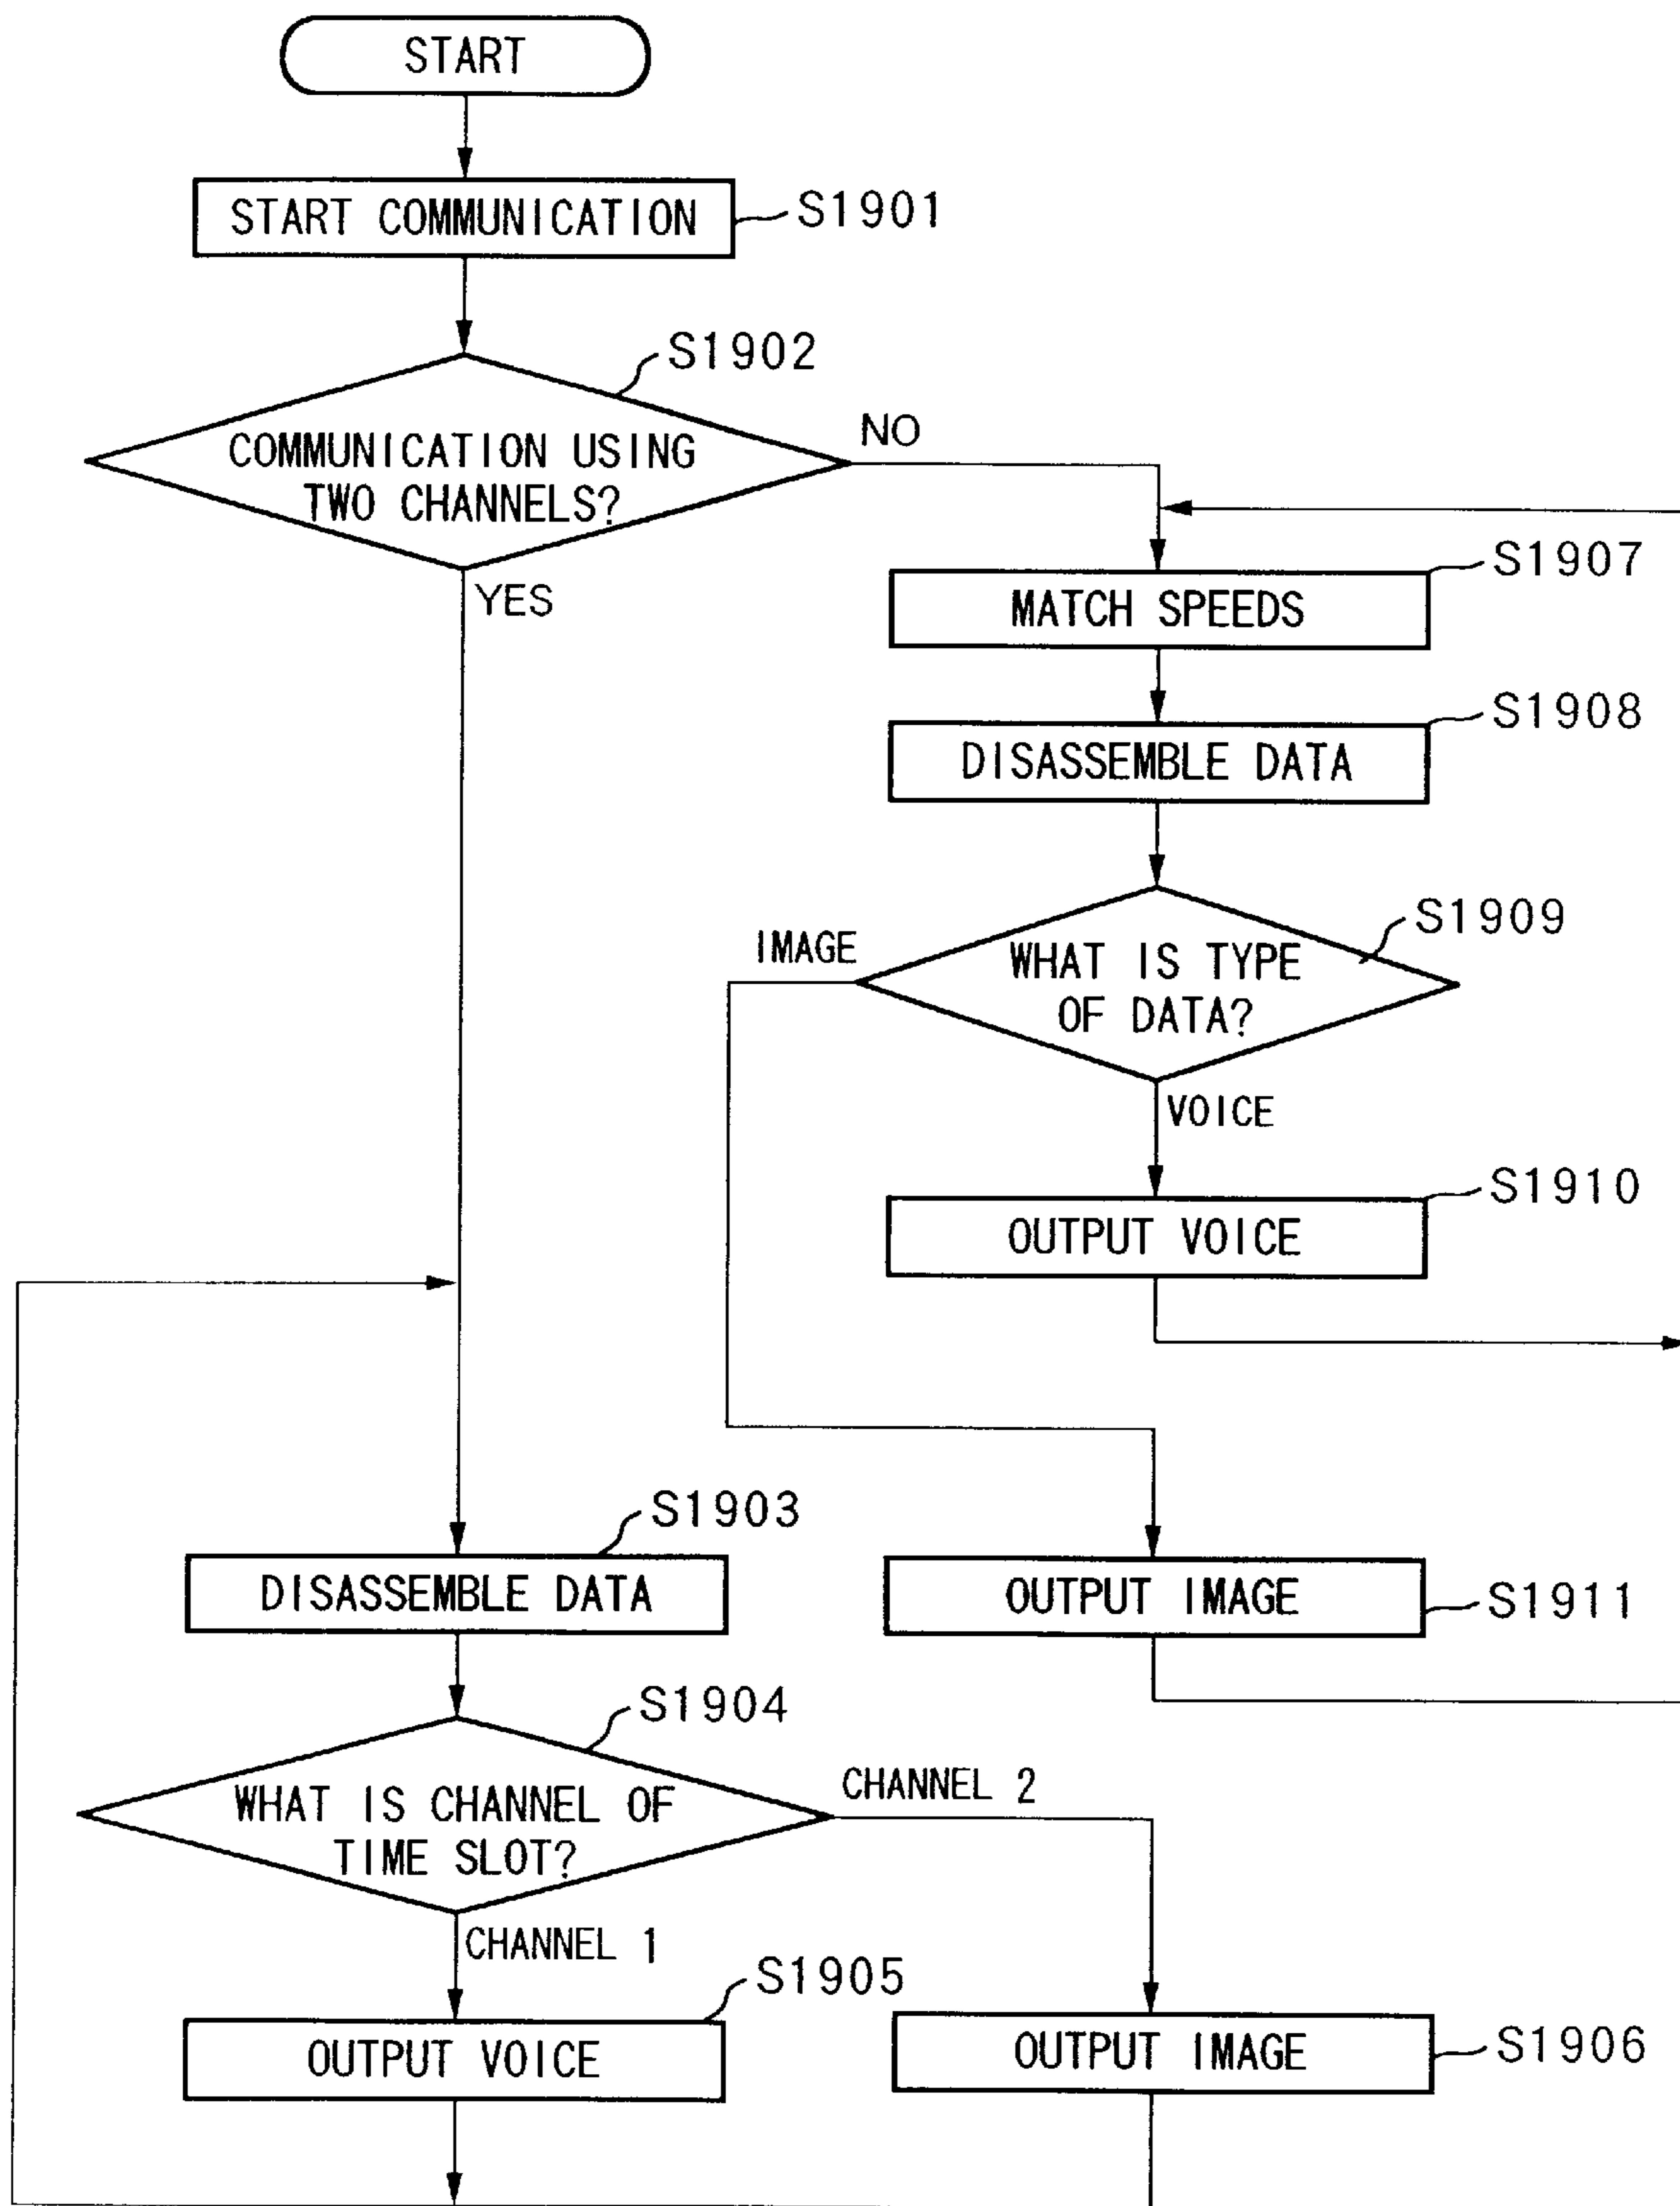 START
START COMMUNICATION
S1901
S1902
COMMUNICATION USING
TWO CHANNELS?
NO
YES
S1907
MATCH SPEEDS
S1908
DISASSEMBLE DATA
S1909
IMAGE
WHAT IS TYPE
OF DATA?
VOICE
S1910
OUTPUT VOICE
S1903
DISASSEMBLE DATA
OUTPUT IMAGE
S1911
S1904
WHAT IS CHANNEL OF
TIME SLOT?
CHANNEL 2
CHANNEL 1
S1905
OUTPUT VOICE
OUTPUT IMAGE
S1906